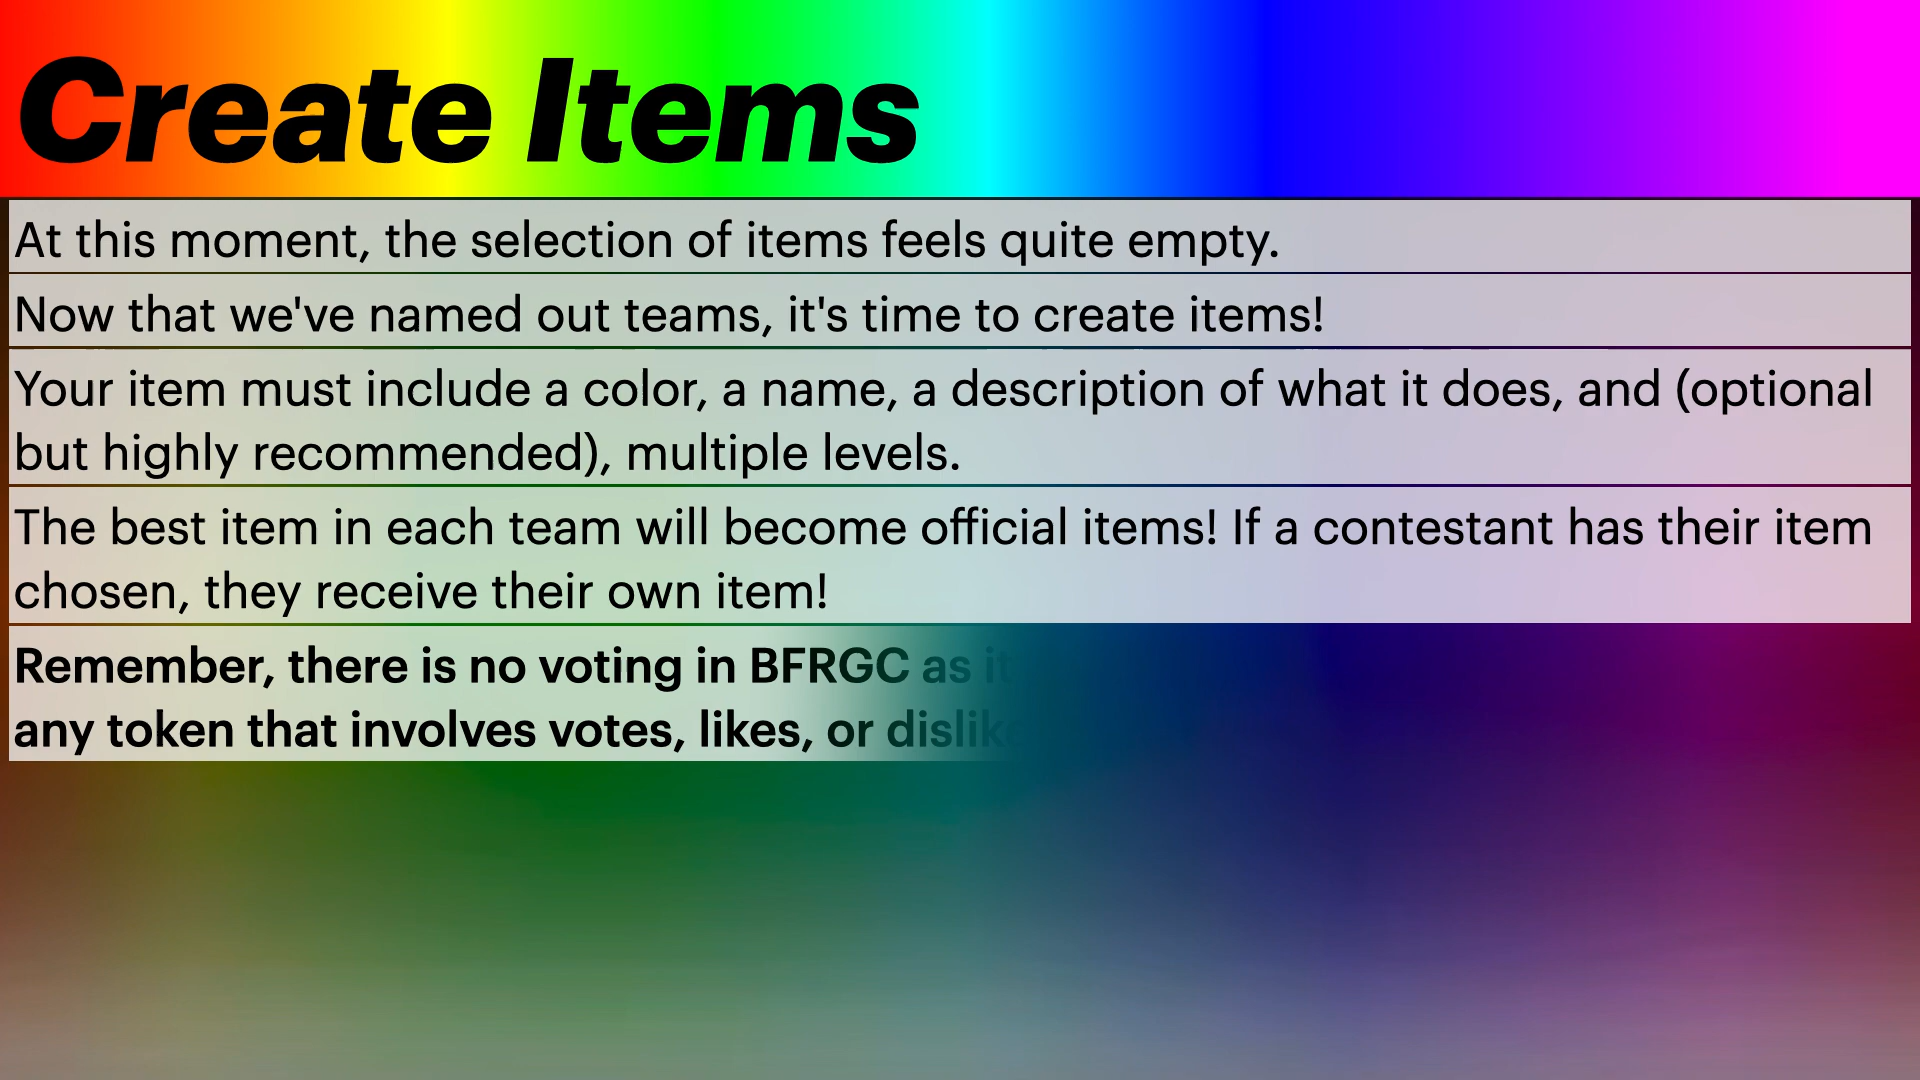 Create Items
At this moment, the selection of items feels quite empty.
Now that we've named out teams, it's time to create items!
Your item must include a color, a name, a description of what it does, and (optional
but highly recommended), multiple levels.
The best item in each team will become official items! If a contestant has their item
chosen, they receive their own item!
Remember, there is no voting in BFRGC as it
any token that involves votes, likes, or